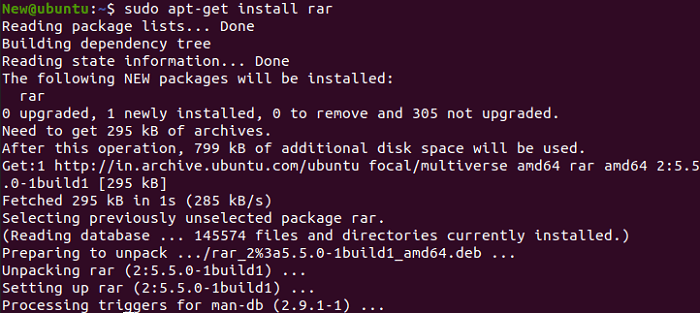 New@ubuntu:~$ sudo apt-get install rar
Reading package lists... Done
Building dependency tree
Reading state information... Done
The following NEW packages will be installed:
  rar
0 upgraded, 1 newly installed, 0 to remove and 305 not upgraded.
Need to get 295 kB of archives.
After this operation, 799 kB of additional disk space will be used.
Get:1 http://in.archive.ubuntu.com/ubuntu focal/multiverse amd64 rar amd64 2:5.5
.0-1build1 [295 kB]
Fetched 295 kB in 1s (285 kB/s)
Selecting previously unselected package rar.
(Reading database ... 145574 files and directories currently installed.)
Preparing to unpack .../rar_2%3a5.5.0-1build1_amd64.deb ...
Unpacking rar (2:5.5.0-1build1) ...
Setting up rar (2:5.5.0-1build1) ...
Processing triggers for man-db (2.9.1-1) ...